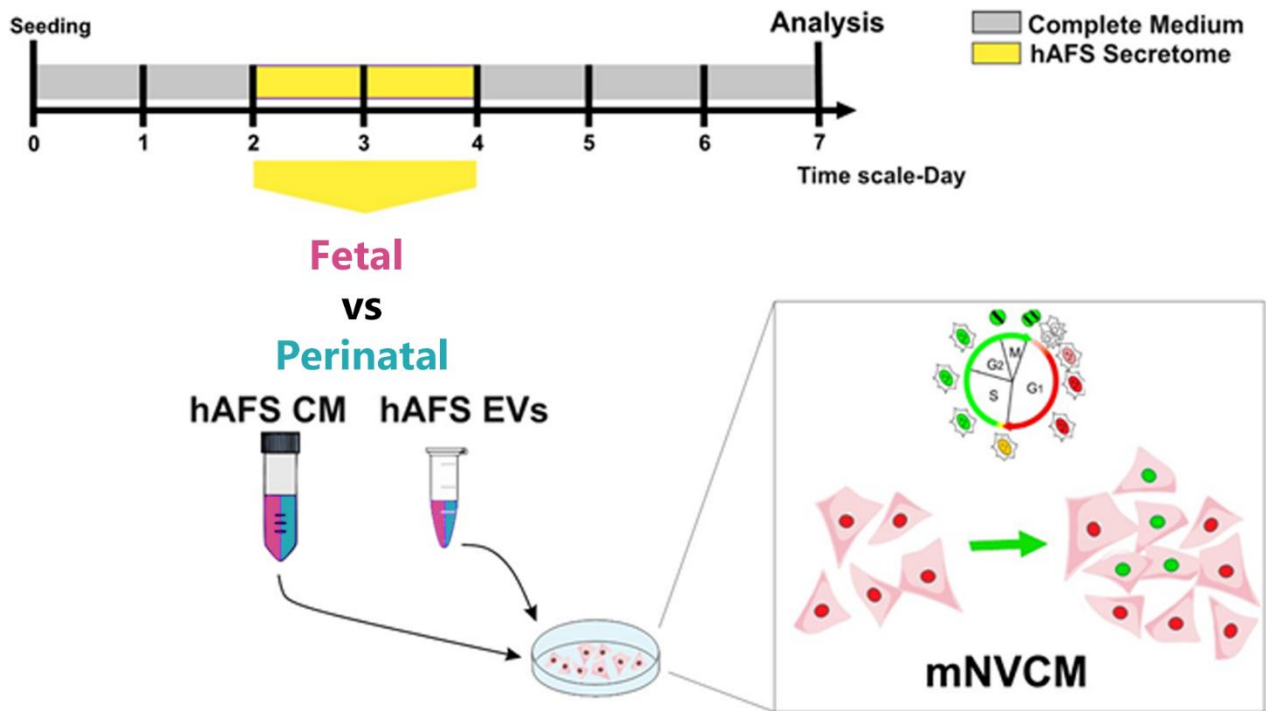 Seeding
Analysis
Complete Medium
hAFS Secretome
0 1 2 3 4 5 6 7
Time scale-Day
Fetal
vs
Perinatal
hAFS CM
hAFS EVs
M
G2
G1
S
mNVCM